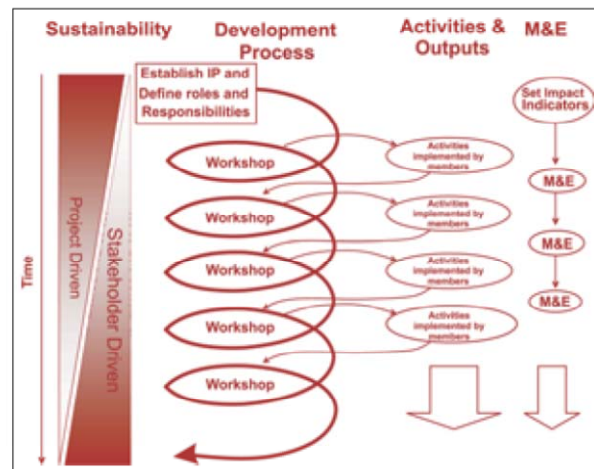 Sustainability
Development
Process
Activities &
Outputs
M&E
Establish IP and
Define roles and
Responsibilities
Set Impact
Indicators
Time
Project Driven
Stakeholder Driven
Workshop
Activities
implemented by
members
M&E
Workshop
Activities
implemented by
members
M&E
Workshop
Activities
implemented by
members
M&E
Workshop
Activities
implemented by
members
Workshop